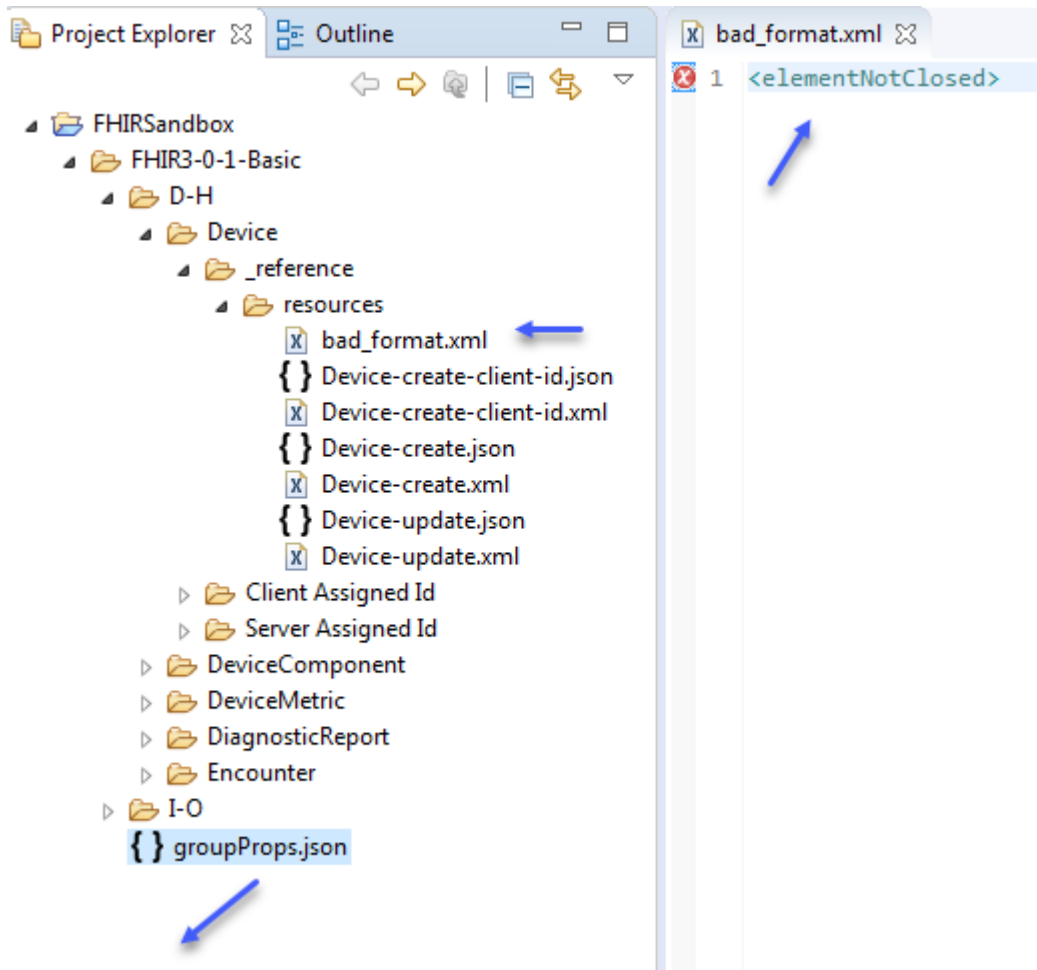 Project Explorer Outline
FHIRSandbox
FHIR3-0-1-Basic
D-H
Device
_reference
resources
bad_format.xml
{ } Device-create-client-id.json
Device-create-client-id.xml
{ } Device-create.json
Device-create.xml
{ } Device-update.json
Device-update.xml
Client Assigned Id
Server Assigned Id
DeviceComponent
DeviceMetric
DiagnosticReport
Encounter
I-O
{ } groupProps.json
bad_format.xml
1 <elementNotClosed>